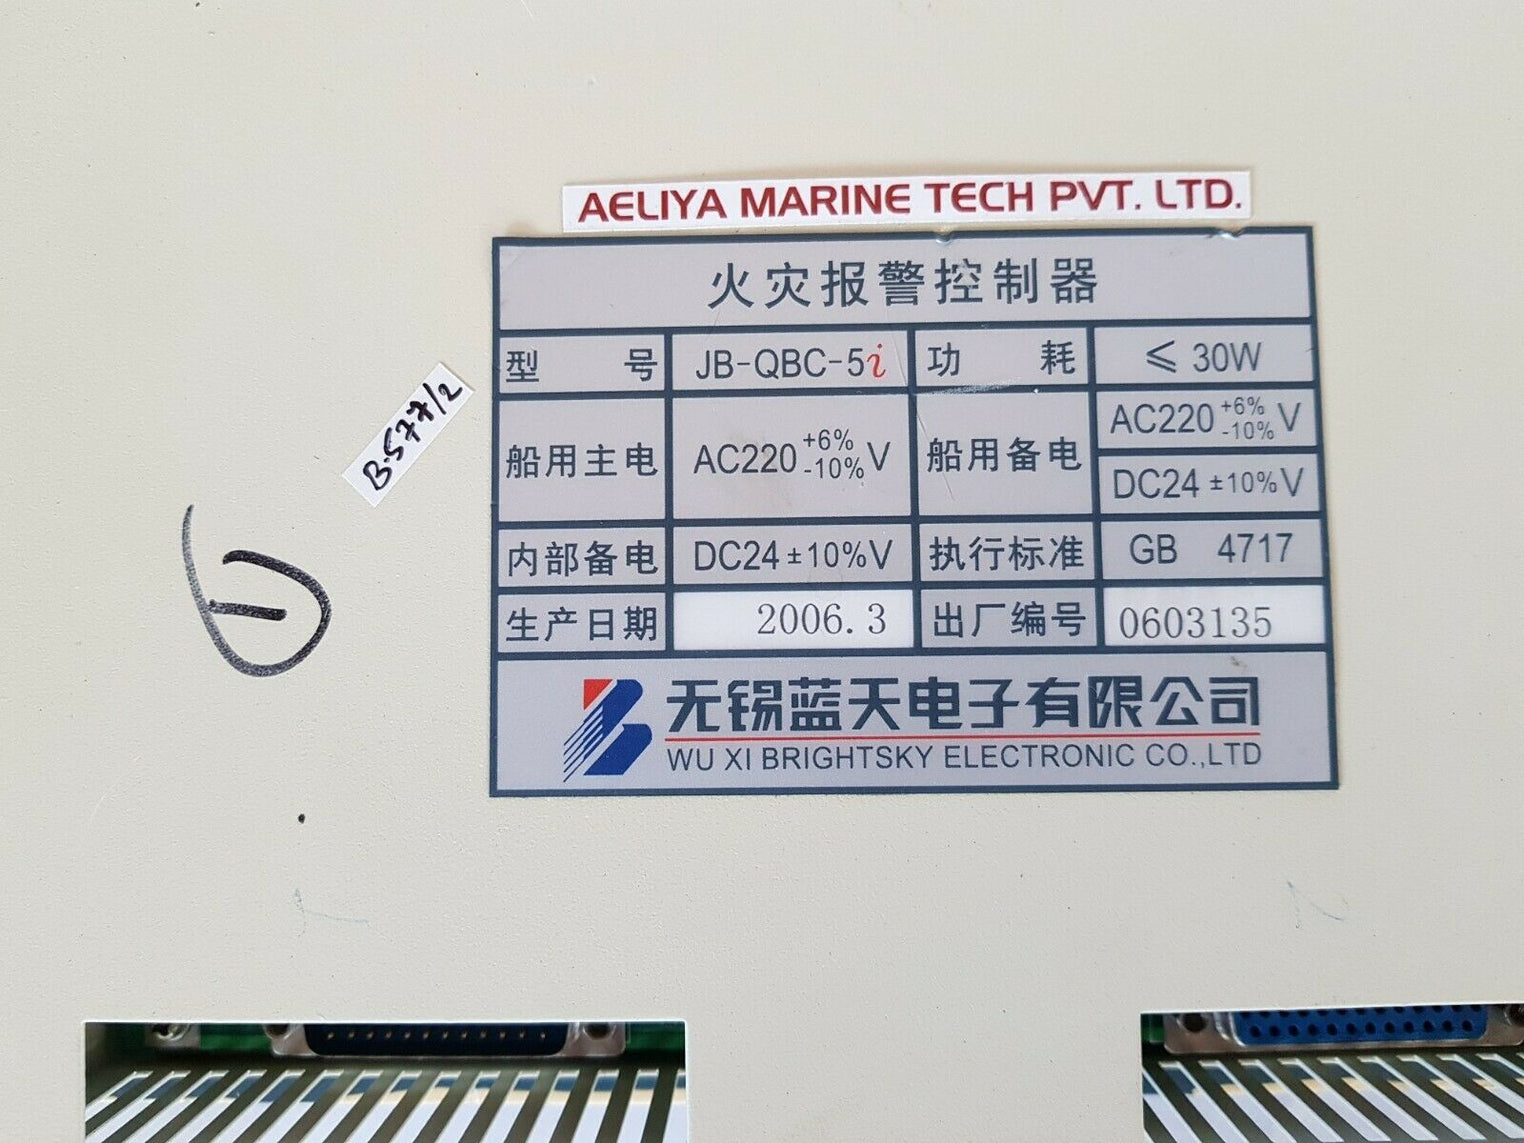 AELIYA MARINE TECH PVT. LTD.
火灾报警控制器
型 号 JB-QBC-5i 功 耗 ≤ 30W
船用主电 AC220 +6% -10% V 船用备电 AC220 +6% -10% V
DC24 ±10% V
内部备电 DC24 ±10% V 执行标准 GB 4717
生产日期 2006.3 出厂编号 0603135
无锡蓝天电子有限公司
WU XI BRIGHTSKY ELECTRONIC CO.,LTD
B.577/2